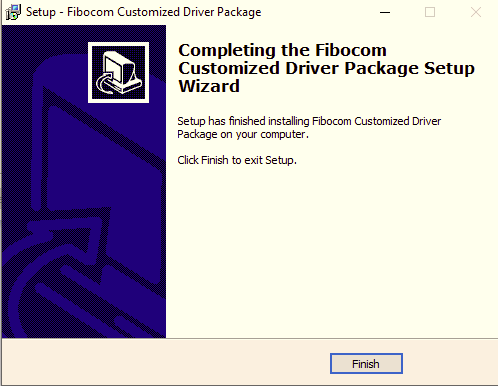 Setup - Fibocom Customized Driver Package
Completing the Fibocom
Customized Driver Package Setup
Wizard
Setup has finished installing Fibocom Customized Driver
Package on your computer.
Click Finish to exit Setup.
Finish